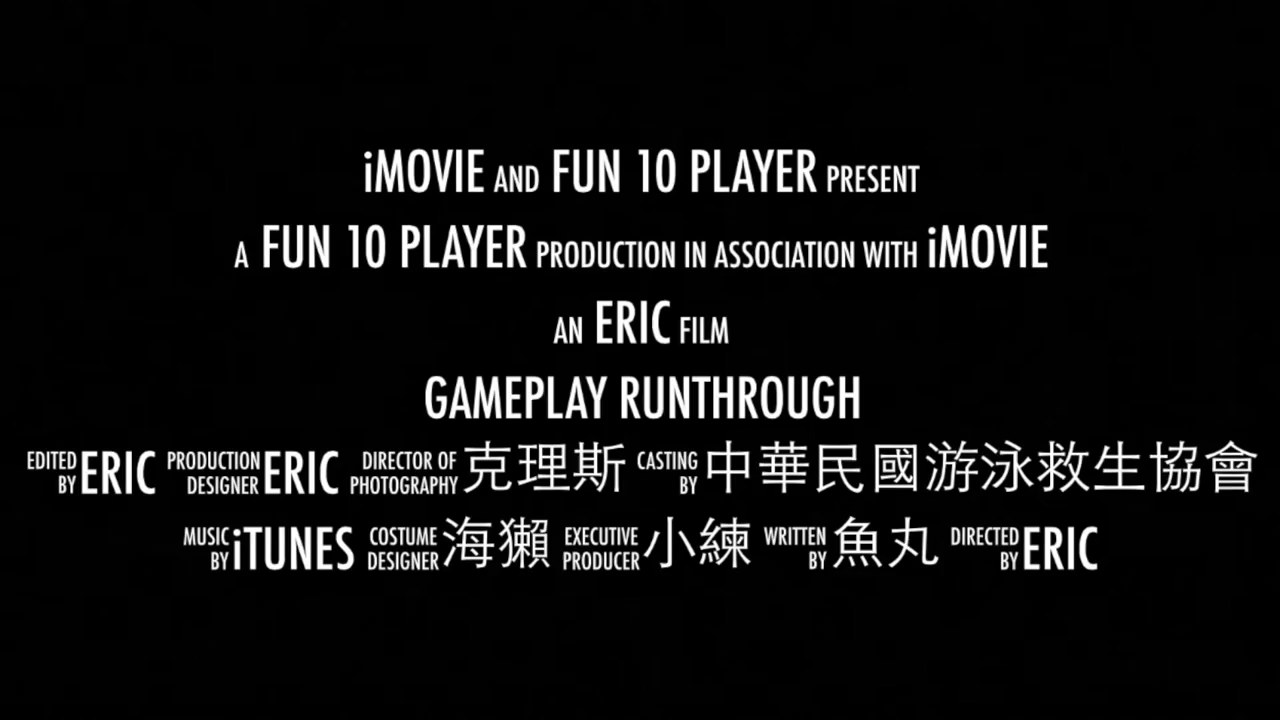 iMOVIE AND FUN 10 PLAYER PRESENT
A FUN 10 PLAYER PRODUCTION IN ASSOCIATION WITH iMOVIE
AN ERIC FILM
GAMEPLAY RUNTHROUGH
EDITED BY ERIC PRODUCTION DESIGNER ERIC DIRECTOR OF PHOTOGRAPHY 克理斯 CASTING BY 中華民國游泳救生協會
MUSIC BY iTUNES COSTUME DESIGNER 海獺 EXECUTIVE PRODUCER 小練 WRITTEN BY 魚丸 DIRECTED BY ERIC